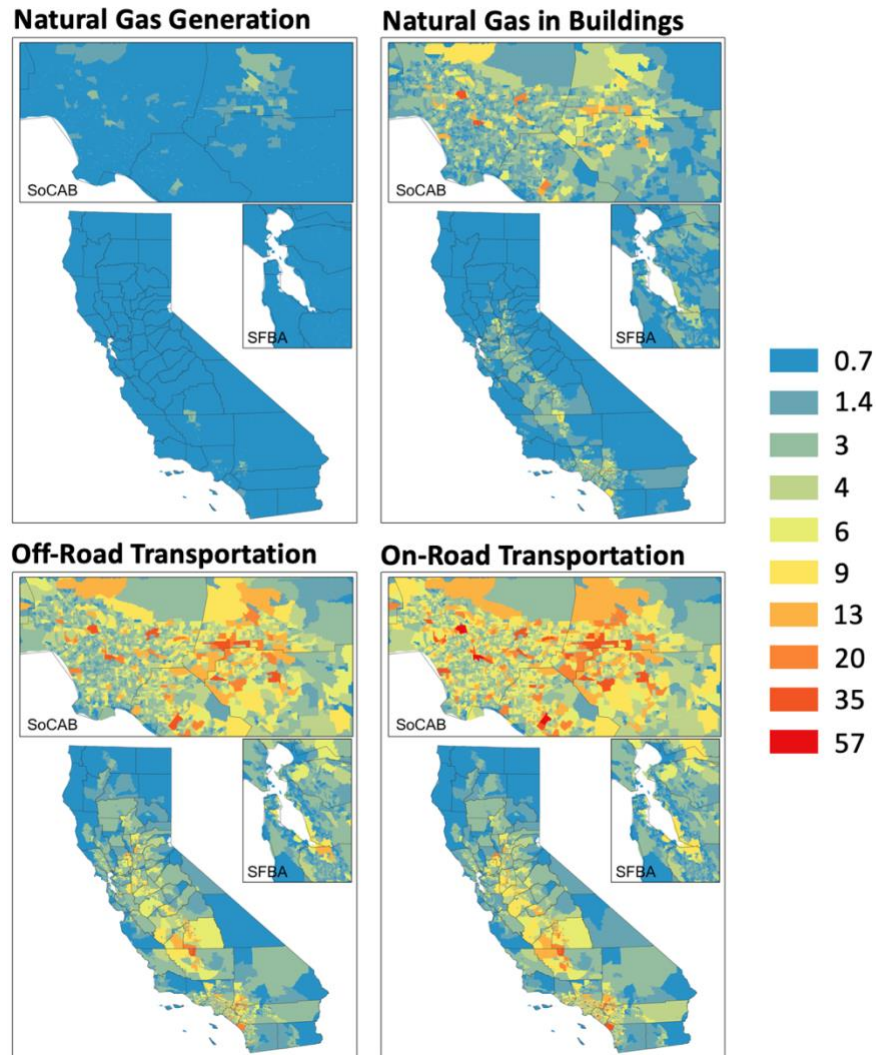 Natural Gas Generation
Natural Gas in Buildings
SoCAB
SoCAB
SFBA
SFBA
0.7
1.4
3
4
6
9
13
20
35
57
Off-Road Transportation
On-Road Transportation
SoCAB
SoCAB
SFBA
SFBA